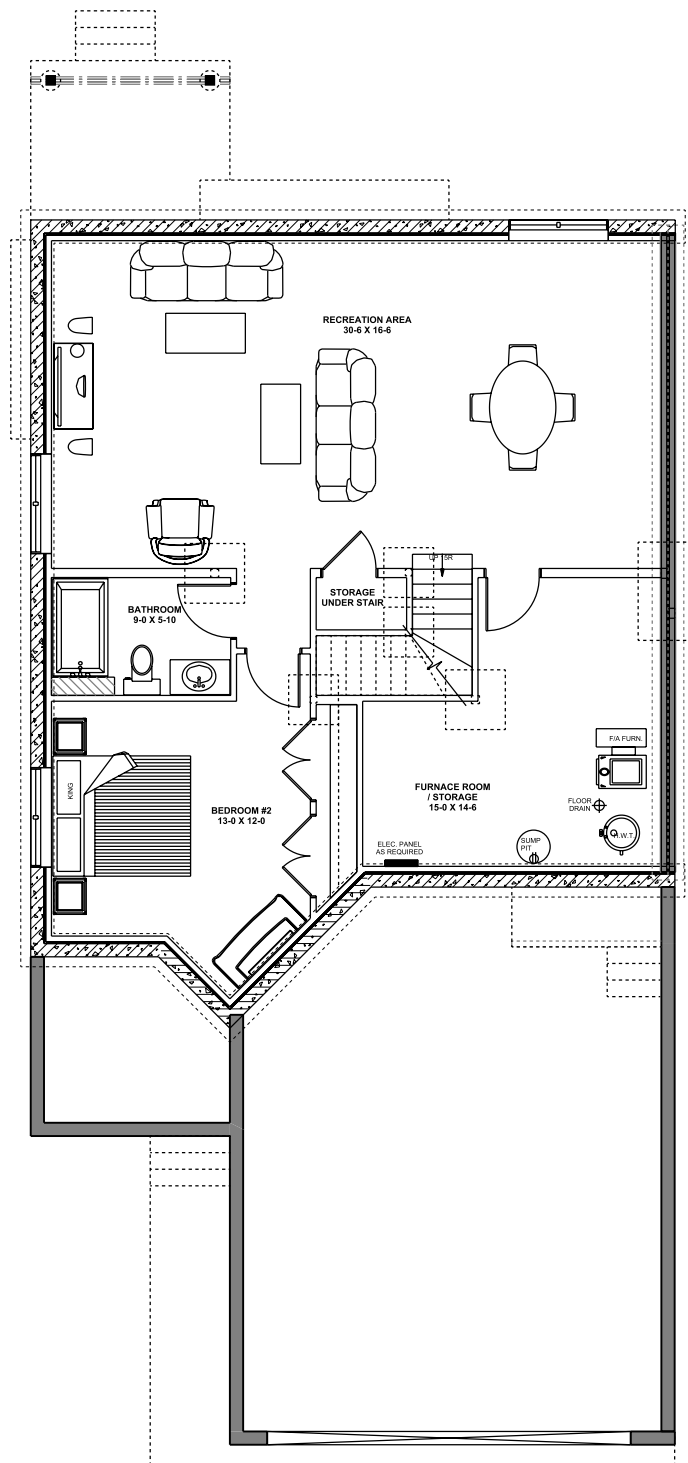 RECREATION AREA
30-6 X 16-6
UP 15R
STORAGE
UNDER STAIR
BATHROOM
9-0 X 5-10
F/A FURN.
KING
BEDROOM #2
13-0 X 12-0
FURNACE ROOM
/ STORAGE
15-0 X 14-6
FLOOR
DRAIN
H.W.T.
SUMP
PIT
ELEC. PANEL
AS REQUIRED